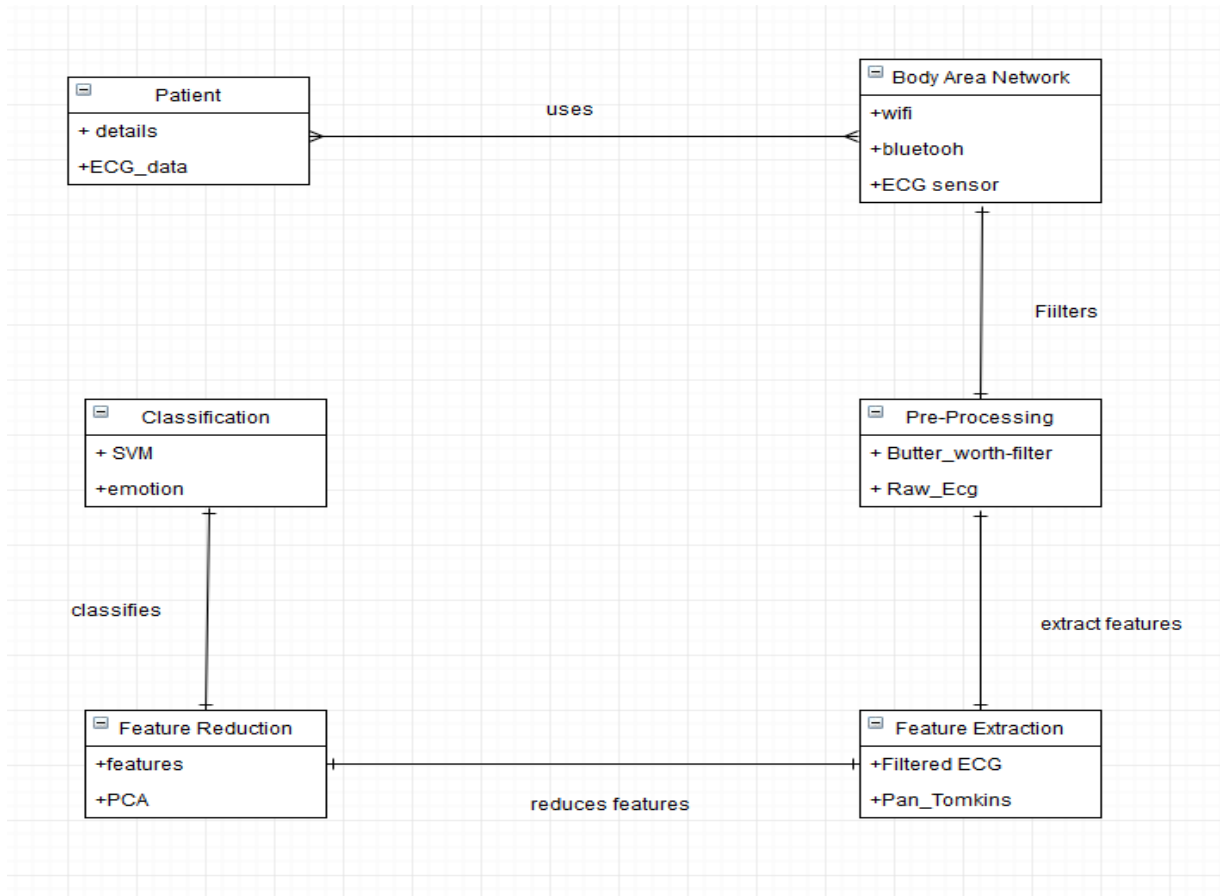 Patient
+ details
+ECG_data
uses
Body Area Network
+wifi
+bluetooh
+ECG sensor
Fiilters
Classification
+ SVM
+emotion
Pre-Processing
+ Butter_worth-filter
+ Raw_Ecg
classifies
extract features
Feature Reduction
+features
+PCA
reduces features
Feature Extraction
+Filtered ECG
+Pan_Tomkins